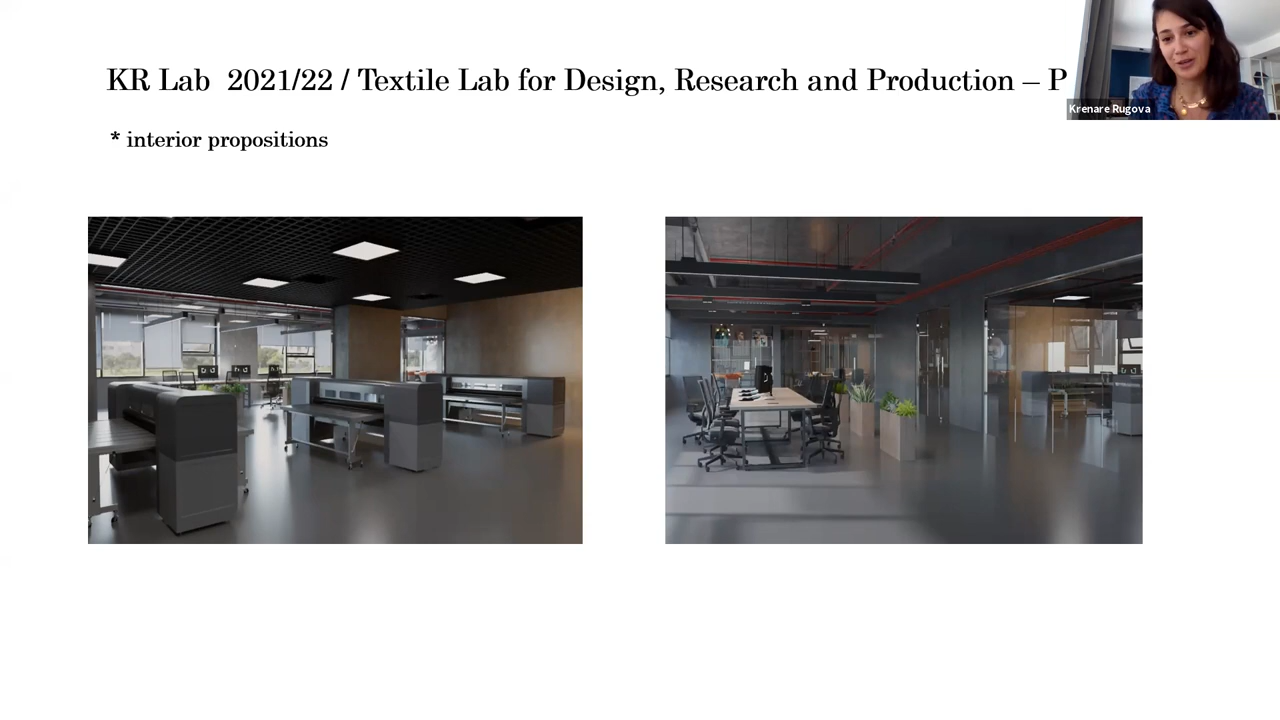 KR Lab 2021/22 / Textile Lab for Design, Research and Production – P
* interior propositions
Krenare Rugova